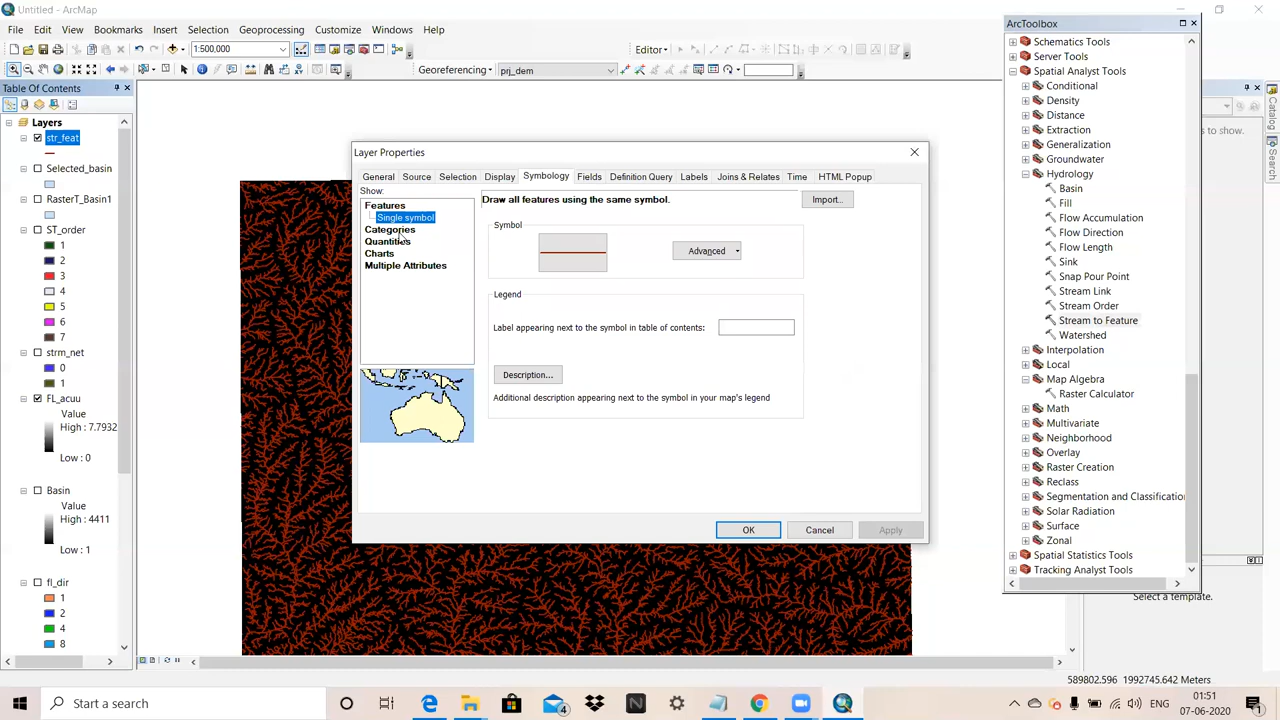 Untitled - ArcMap
File Edit View Bookmarks Insert Selection Geoprocessing Customize Windows Help
1:500,000
Editor
Georeferencing
prj_dem
Table Of Contents
Layers
str_feat
Selected_basin
RasterT_Basin1
ST_order
1
2
3
4
5
6
7
strm_net
0
1
FL_acuu
Value
High : 7.7932
Low : 0
Basin
Value
High : 4411
Low : 1
fl_dir
1
2
4
8
Layer Properties
General Source Selection Display Symbology Fields Definition Query Labels Joins & Relates Time HTML Popup
Show:
Features
Single symbol
Categories
Quantities
Charts
Multiple Attributes
Draw all features using the same symbol.
Import...
Symbol
Advanced
Legend
Label appearing next to the symbol in table of contents:
Description...
Additional description appearing next to the symbol in your map's legend
OK Cancel Apply
ArcToolbox
Schematics Tools
Server Tools
Spatial Analyst Tools
Conditional
Density
Distance
Extraction
Generalization
Groundwater
Hydrology
Basin
Fill
Flow Accumulation
Flow Direction
Flow Length
Sink
Snap Pour Point
Stream Link
Stream Order
Stream to Feature
Watershed
Interpolation
Local
Map Algebra
Raster Calculator
Math
Multivariate
Neighborhood
Overlay
Raster Creation
Reclass
Segmentation and Classificatio
Solar Radiation
Surface
Zonal
Spatial Statistics Tools
Tracking Analyst Tools
s to show.
Catalog
Search
Select a template.
589802.596 1992745.642 Meters
Start a search
4
N
ENG
01:51
07-06-2020
1